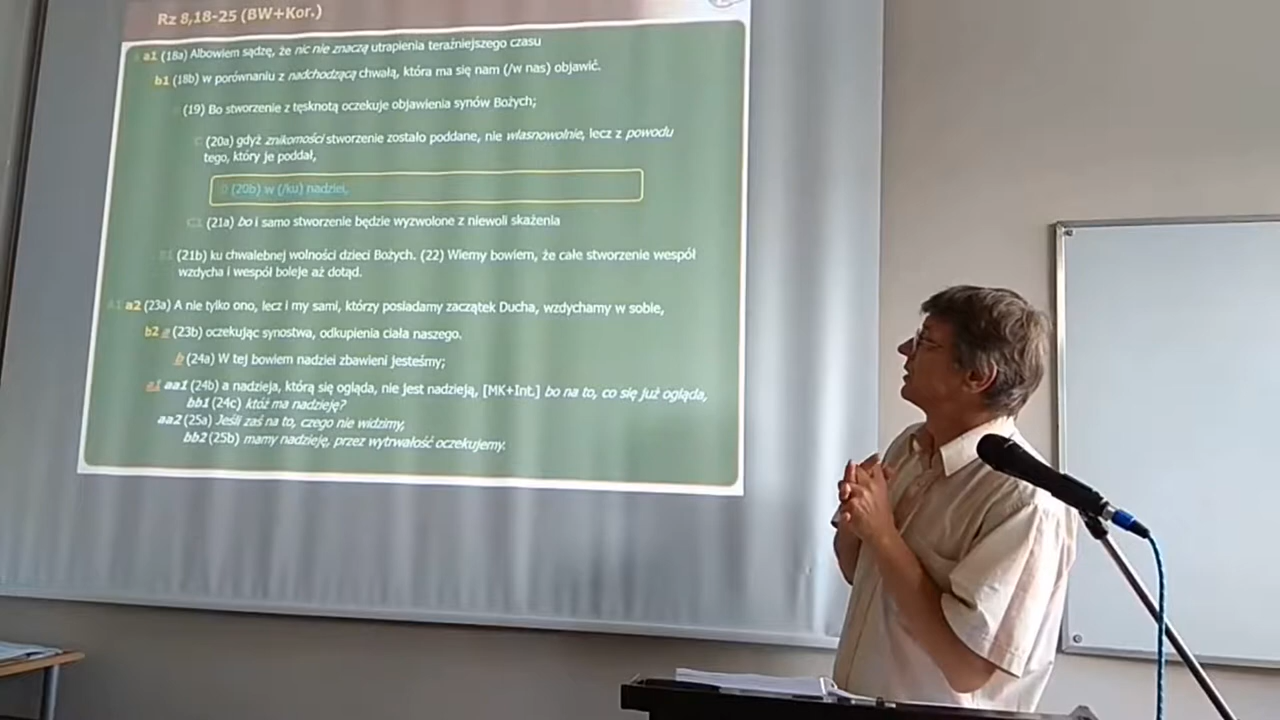 Rz 8,18-25 (BW+Kor.)
a1 (18a) Albowiem sądzę, że nic nie znaczą utrapienia teraźniejszego czasu
b1 (18b) w porównaniu z nadchodzącą chwałą, która ma się nam (/w nas) objawić.
(19) Bo stworzenie z tęsknotą oczekuje objawienia synów Bożych;
(20a) gdyż znikomości stworzenie zostało poddane, nie własnowolnie, lecz z powodu
tego, który je poddał,
(20b) w (/ku) nadziei,
(21a) bo i samo stworzenie będzie wyzwolone z niewoli skażenia
(21b) ku chwalebnej wolności dzieci Bożych. (22) Wiemy bowiem, że całe stworzenie wespół
wzdycha i wespół boleje aż dotąd.
a2 (23a) A nie tylko ono, lecz i my sami, którzy posiadamy zaczątek Ducha, wzdychamy w sobie,
b2 a (23b) oczekując synostwa, odkupienia ciała naszego.
b (24a) W tej bowiem nadziei zbawieni jesteśmy;
a1 aa1 (24b) a nadzieja, którą się ogląda, nie jest nadzieją, [MK+Int.] bo na to, co się już ogląda,
bb1 (24c) któż ma nadzieję?
aa2 (25a) Jeśli zaś na to, czego nie widzimy,
bb2 (25b) mamy nadzieję, przez wytrwałość oczekujemy.